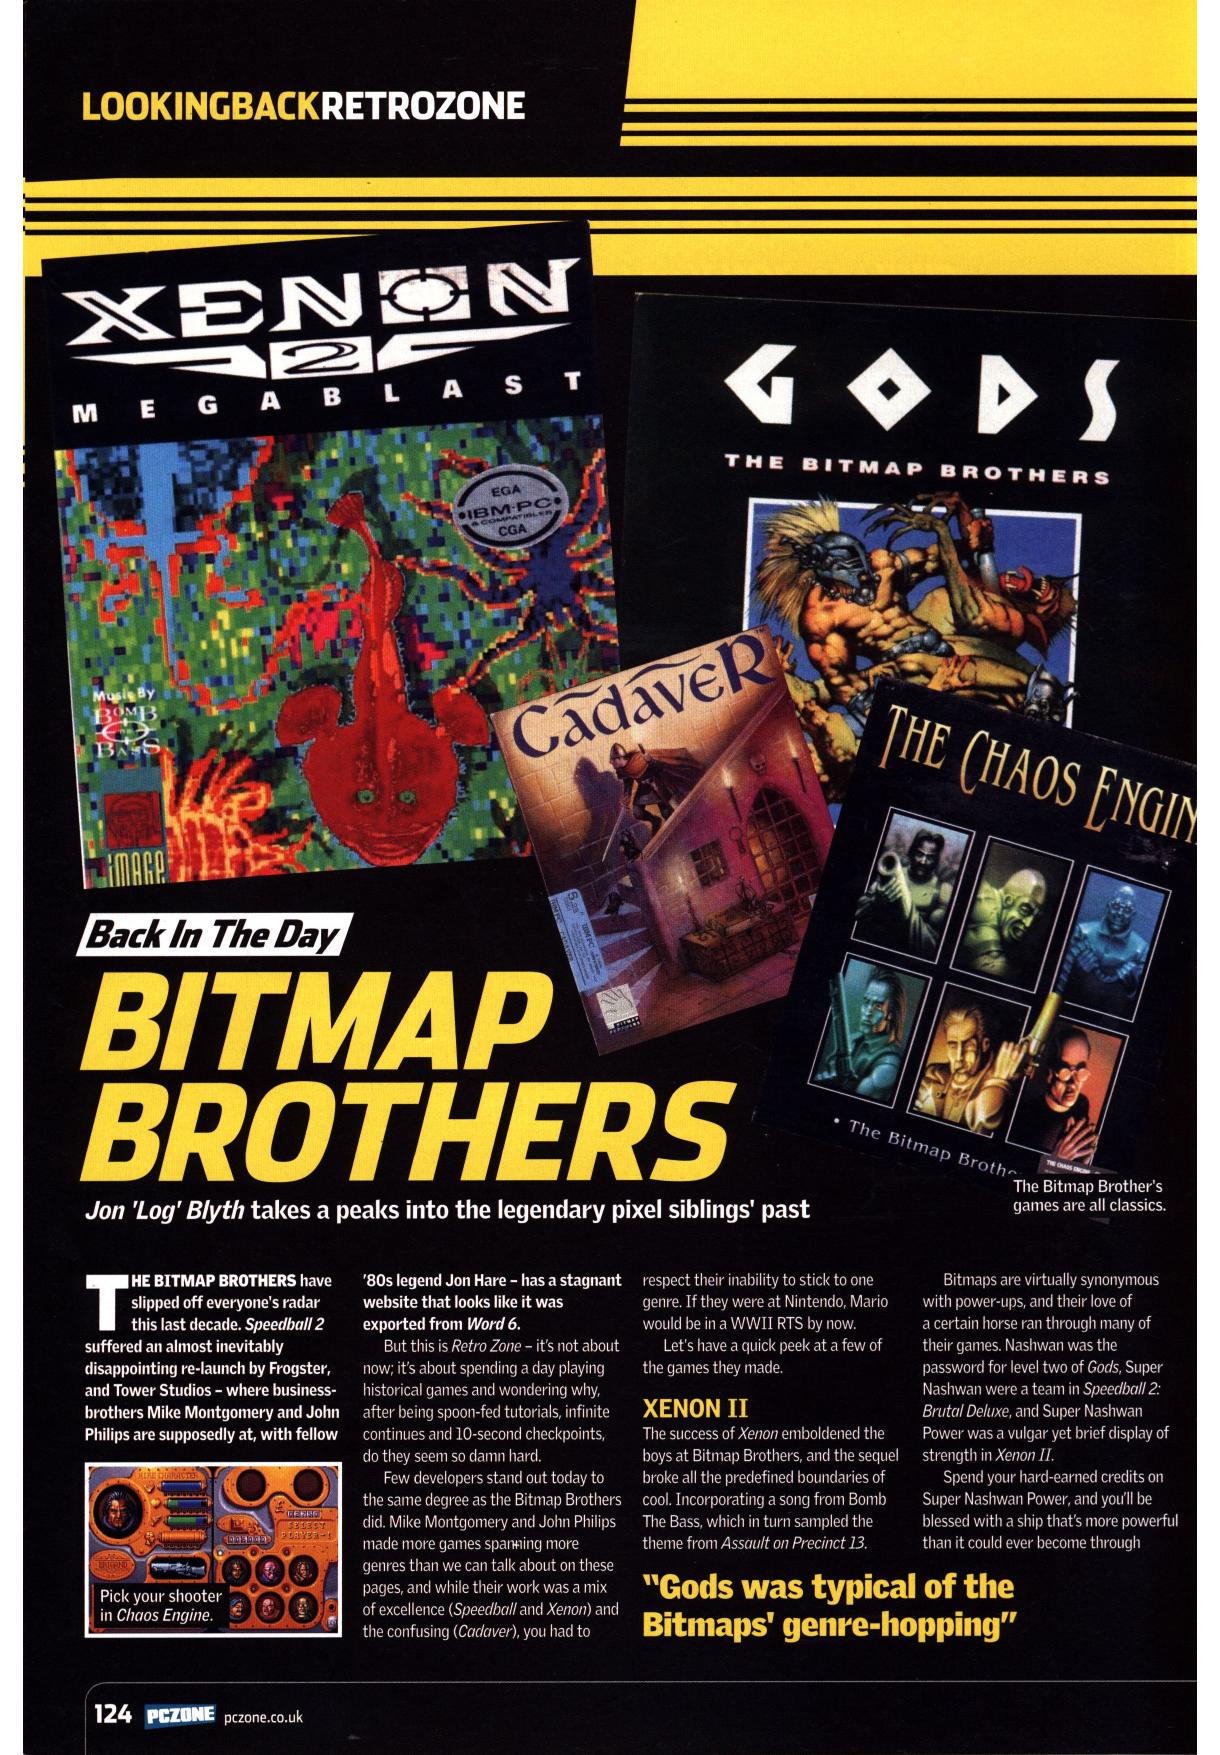 LOOKINGBACKRETROZONE
XENON
2
MEGABLAST
EGA
IBM-PC
& COMPATIBLES
CGA
Music By
BOMB
BASS
IMAGE
GODS
THE BITMAP BROTHERS
Cadaver
THE CHAOS ENGIN
• The Bitmap Brothe
The Bitmap Brother's
games are all classics.
Back In The Day
BITMAP
BROTHERS
Jon 'Log' Blyth takes a peaks into the legendary pixel siblings' past
THE BITMAP BROTHERS have
slipped off everyone's radar
this last decade. Speedball 2
suffered an almost inevitably
disappointing re-launch by Frogster,
and Tower Studios – where business-
brothers Mike Montgomery and John
Philips are supposedly at, with fellow
SELECT
PLAYER-1
BRIGAND
Pick your shooter
in Chaos Engine.
'80s legend Jon Hare – has a stagnant
website that looks like it was
exported from Word 6.
But this is Retro Zone – it's not about
now; it's about spending a day playing
historical games and wondering why,
after being spoon-fed tutorials, infinite
continues and 10-second checkpoints,
do they seem so damn hard.
Few developers stand out today to
the same degree as the Bitmap Brothers
did. Mike Montgomery and John Philips
made more games spanning more
genres than we can talk about on these
pages, and while their work was a mix
of excellence (Speedball and Xenon) and
the confusing (Cadaver), you had to
respect their inability to stick to one
genre. If they were at Nintendo, Mario
would be in a WWII RTS by now.
Let's have a quick peek at a few of
the games they made.
XENON II
The success of Xenon emboldened the
boys at Bitmap Brothers, and the sequel
broke all the predefined boundaries of
cool. Incorporating a song from Bomb
The Bass, which in turn sampled the
theme from Assault on Precinct 13.
Bitmaps are virtually synonymous
with power-ups, and their love of
a certain horse ran through many of
their games. Nashwan was the
password for level two of Gods, Super
Nashwan were a team in Speedball 2:
Brutal Deluxe, and Super Nashwan
Power was a vulgar yet brief display of
strength in Xenon II.
Spend your hard-earned credits on
Super Nashwan Power, and you'll be
blessed with a ship that's more powerful
than it could ever become through
"Gods was typical of the
Bitmaps' genre-hopping"
124 PCZONE pczone.co.uk